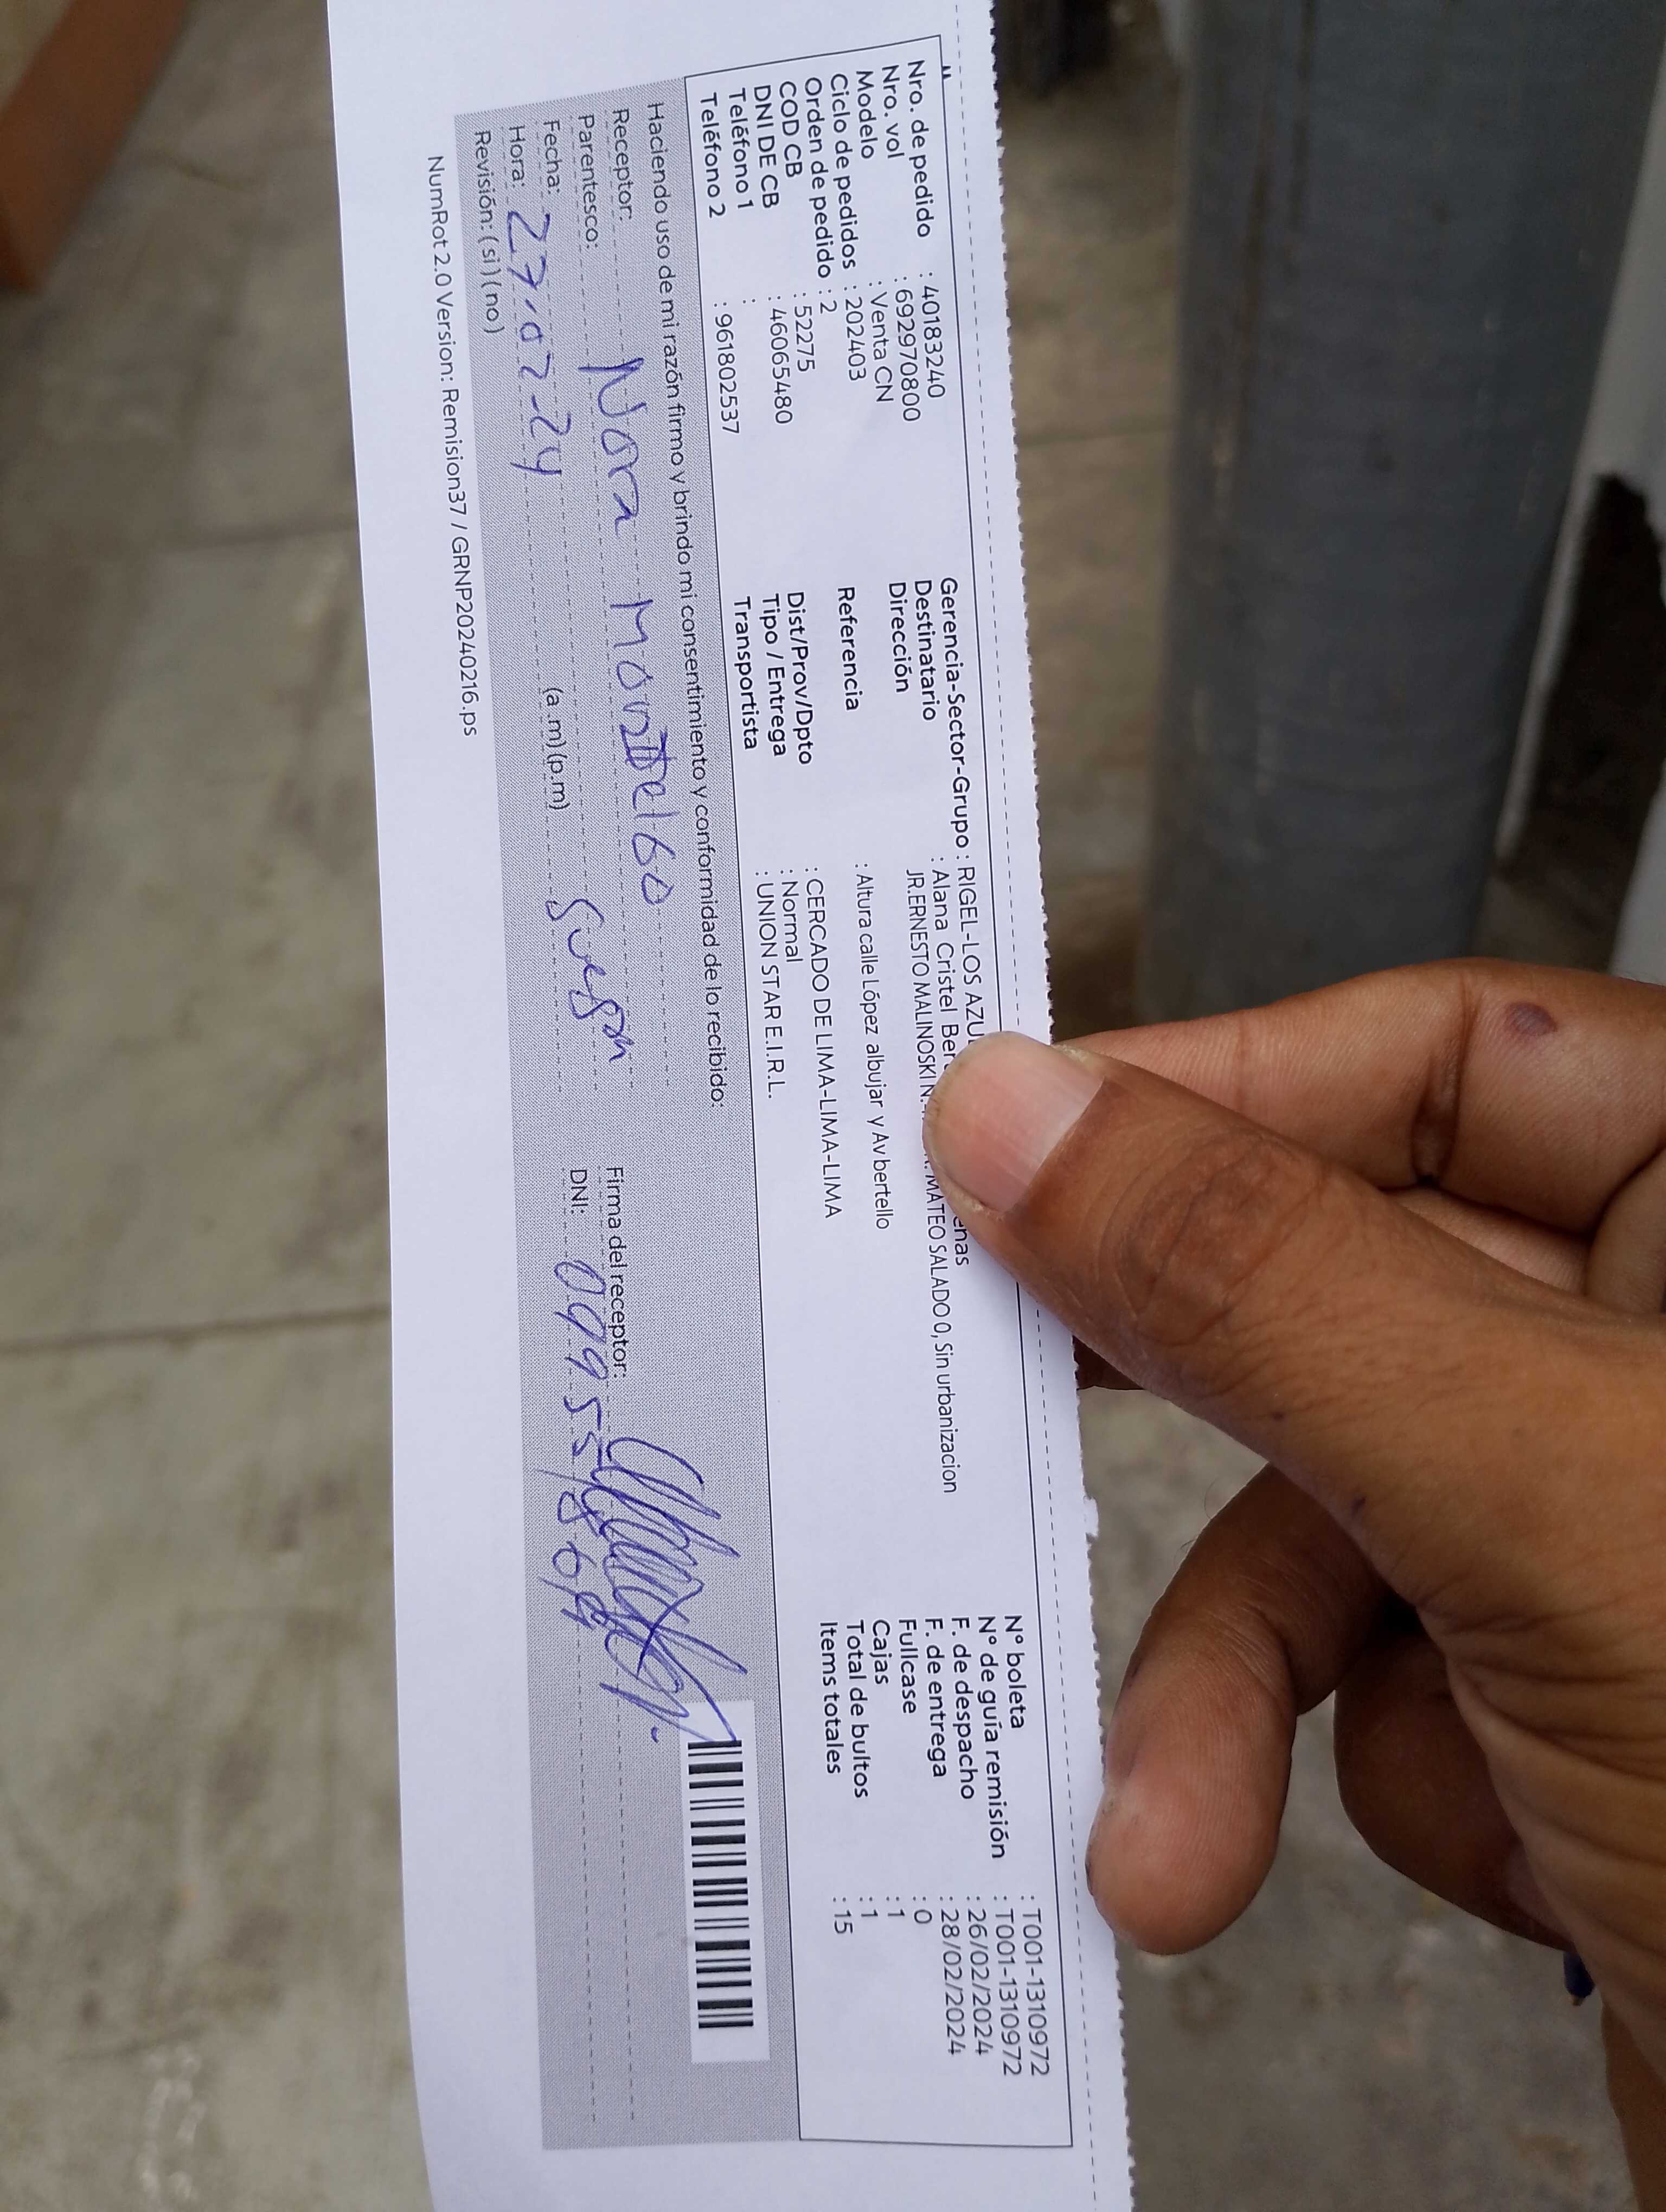 Nro. de pedido : 40183240
Nro. vol : 692970800
Modelo : Venta CN
Ciclo de pedidos : 202403
Orden de pedido : 2
COD CB : 52275
DNI DE CB : 46065480
Teléfono 1 :
Teléfono 2 : 961802537
Gerencia-Sector-Grupo : RIGEL-LOS AZU
Destinatario : Alana Cristel enas
Dirección JR.ERNESTO MALINOSKI N. MATEO SALADO 0, Sin urbanizacion
Referencia : Altura calle López albujar y Av bertello
Dist/Prov/Dpto : CERCADO DE LIMA-LIMA-LIMA
Tipo / Entrega : Normal
Transportista : UNION STAR E.I.R.L.
N° boleta : T001-1310972
N° de guía remisión : T001-1310972
F. de despacho : 26/02/2024
F. de entrega : 28/02/2024
Fullcase : 0
Cajas : 1
Total de bultos : 1
Items totales : 15
Haciendo uso de mi razón firmo y brindo mi consentimiento y conformidad de lo recibido:
Receptor: Nora
Parentesco:
Fecha: 27-02-24
Hora: (a.m)(p.m)
Revisión: (si) (no)
Firma del receptor:
DNI:
NumRot 2.0 Version: Remision37 / GRNP20240216.ps